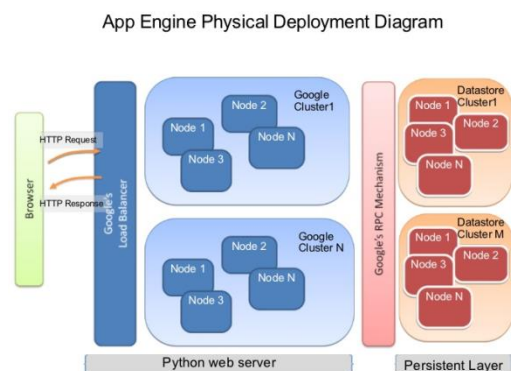 App Engine Physical Deployment Diagram
Browser
HTTP Request
HTTP Response
Google's
Load Balancer
Google
Cluster1
Node 1
Node 2
Node 3
Node N
Google
Cluster N
Node 1
Node 2
Node 3
Node N
Google's RPC Mechanism
Datastore
Cluster1
Node 1
Node 2
Node 3
Node N
Datastore
Cluster M
Node 1
Node 2
Node 3
Node N
Python web server
Persistent Layer